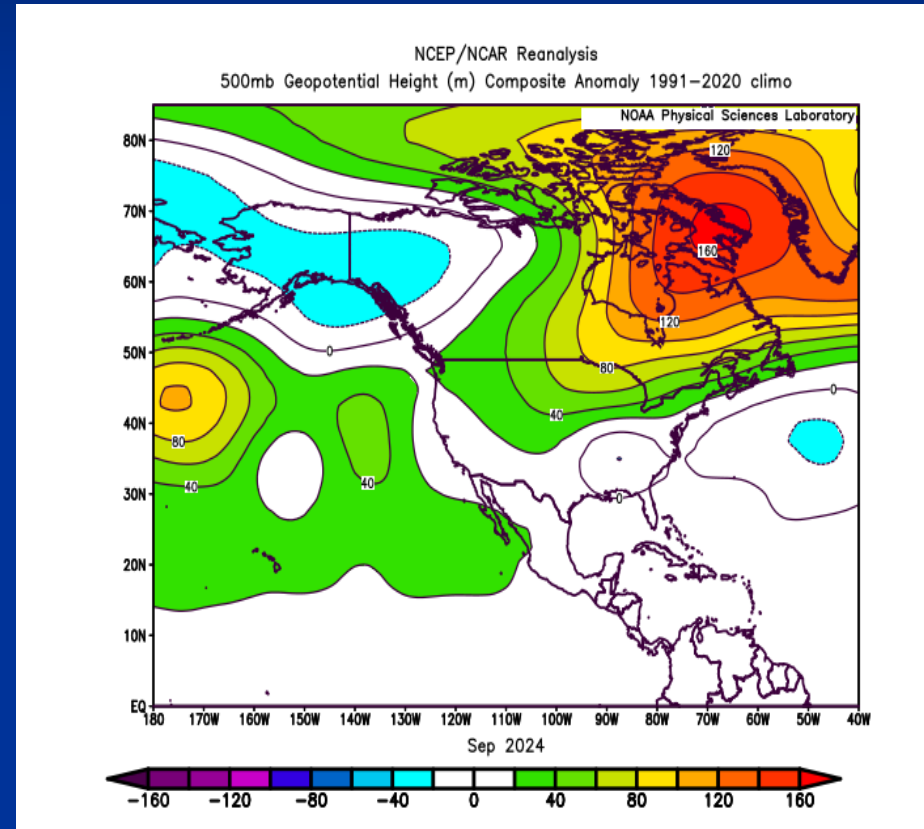 NCEP/NCAR Reanalysis
500mb Geopotential Height (m) Composite Anomaly 1991-2020 climo
NOAA Physical Sciences Laboratory
80N
70N
60N
50N
40N
30N
20N
10N
EQ
120
160
120
0
80
40
0
80
40
40
0
180 170W 160W 150W 140W 130W 120W 110W 100W 90W 80W 70W 60W 50W 40W
Sep 2024
-160 -120 -80 -40 0 40 80 120 160